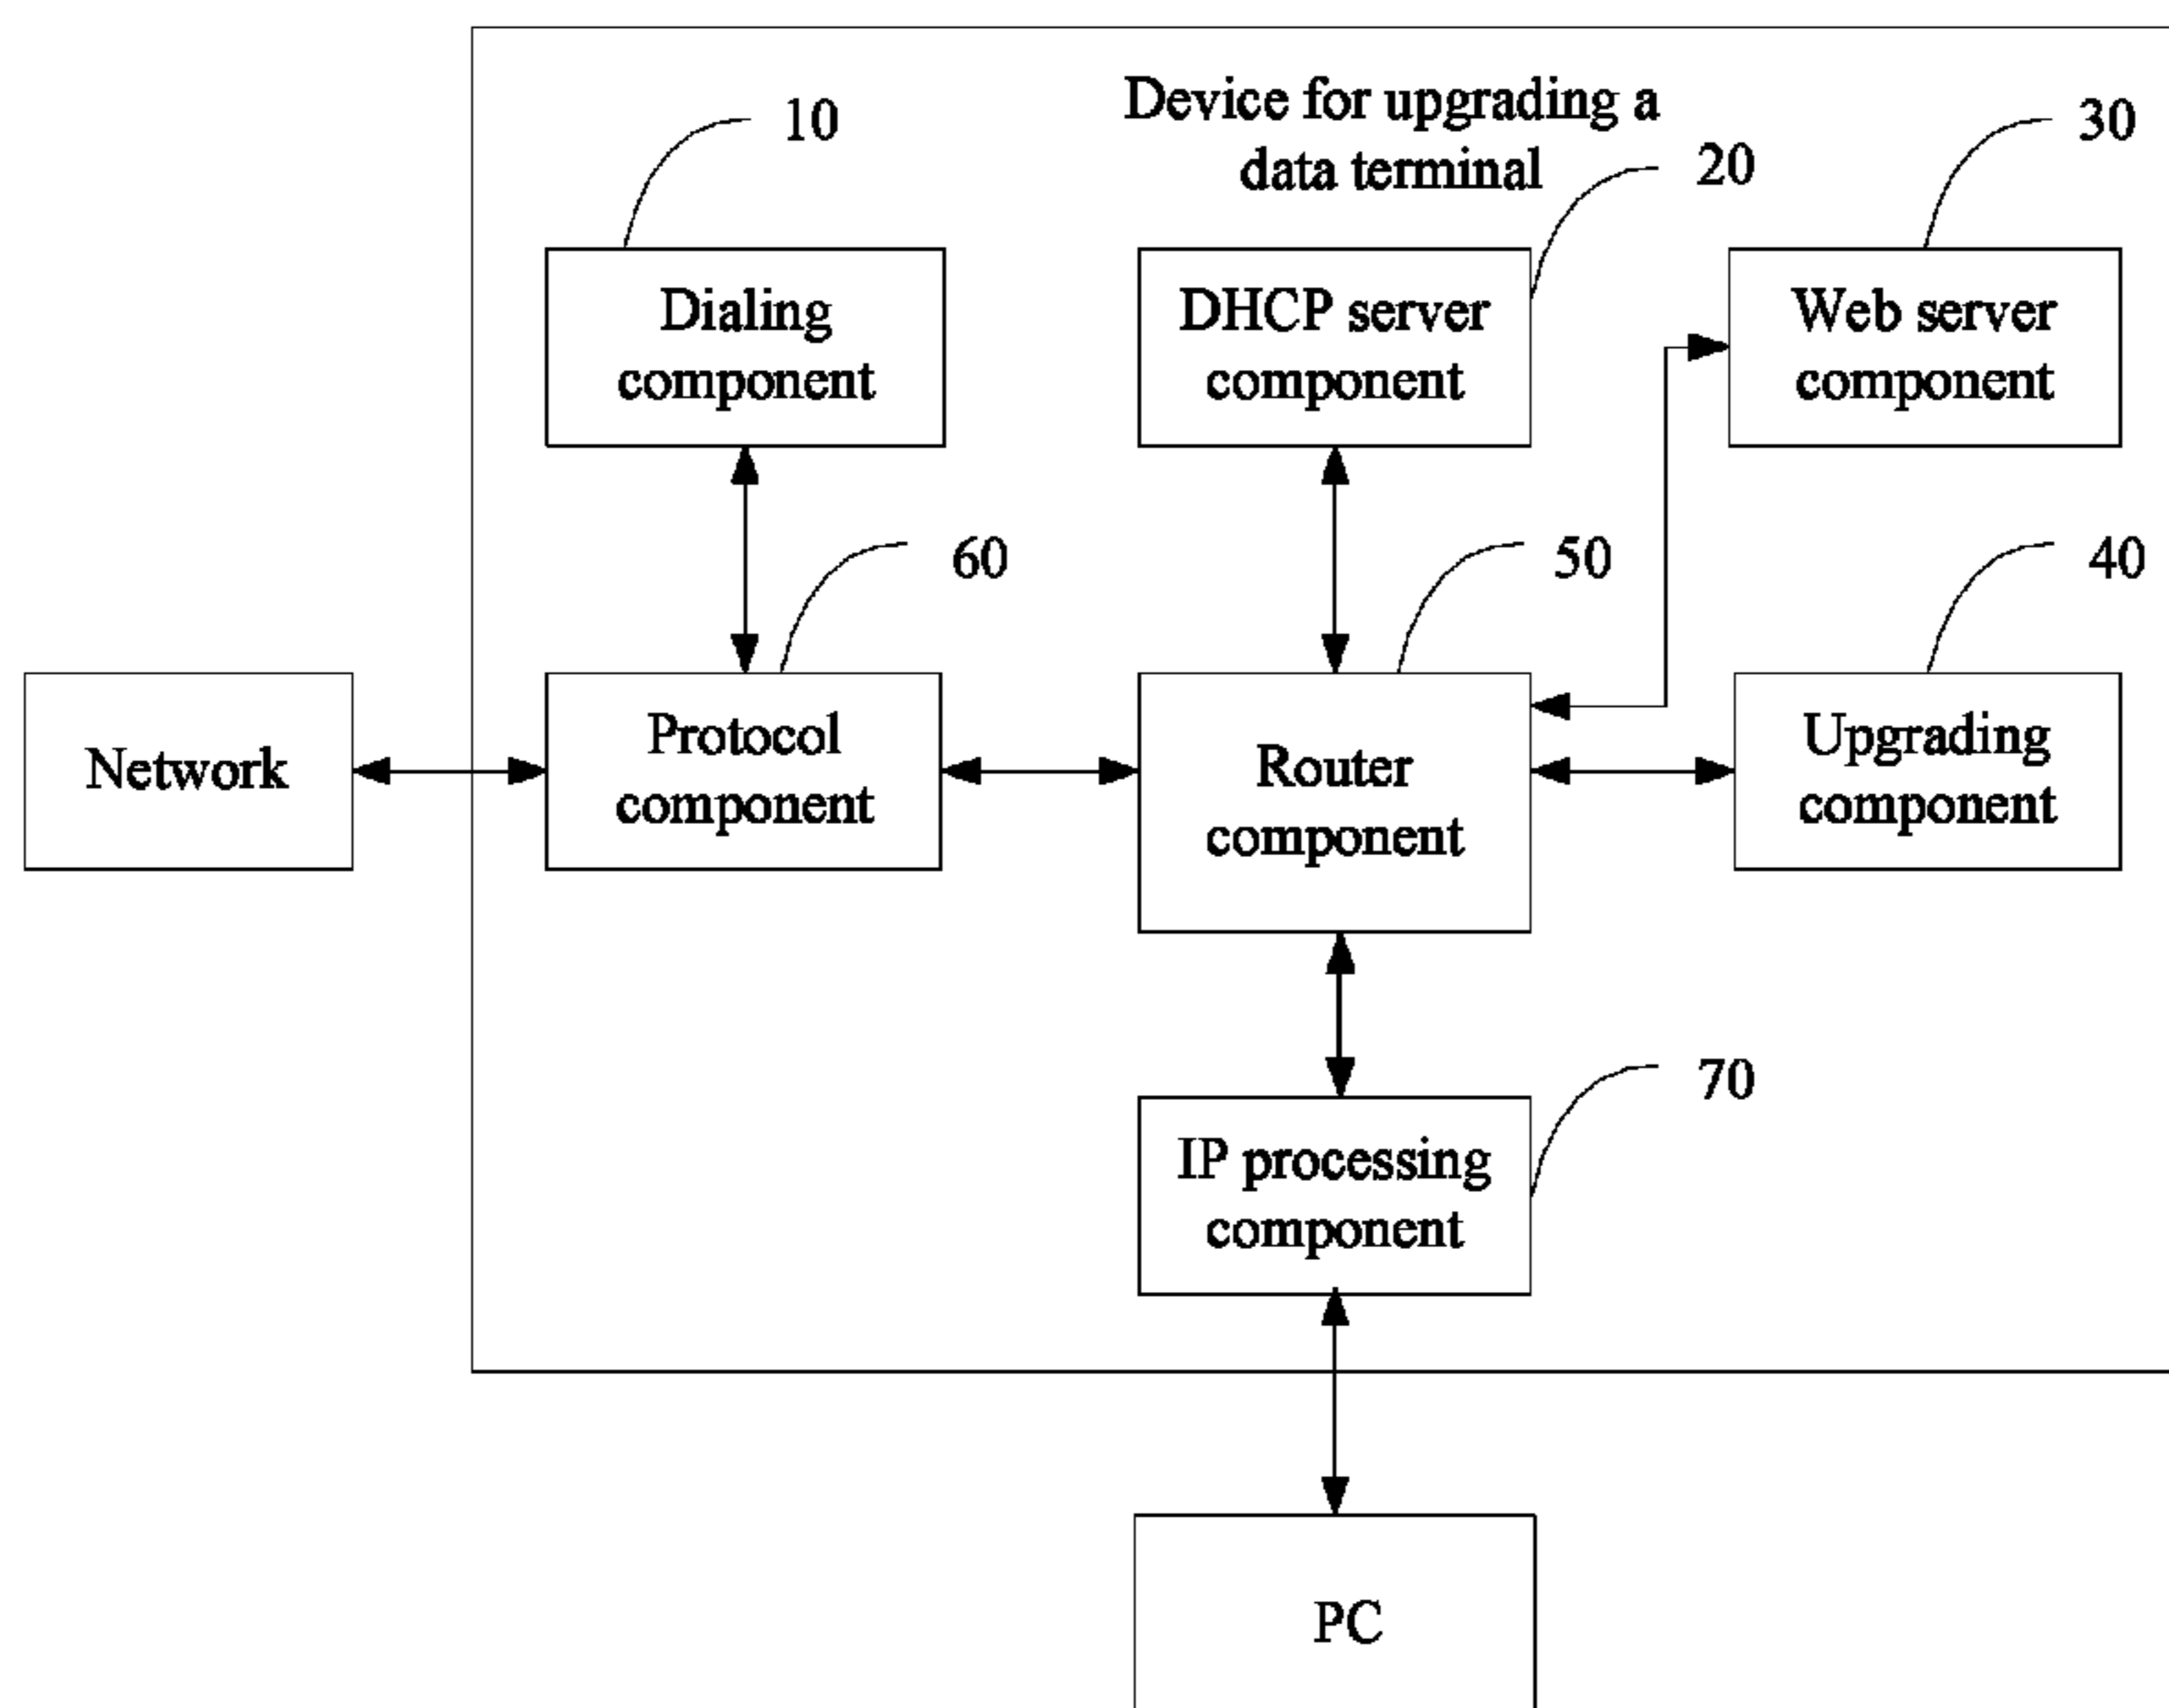 Device for upgrading a
data terminal
10
20
30
Dialing
component
DHCP server
component
Web server
component
60
50
40
Network
Protocol
component
Router
component
Upgrading
component
70
IP processing
component
PC